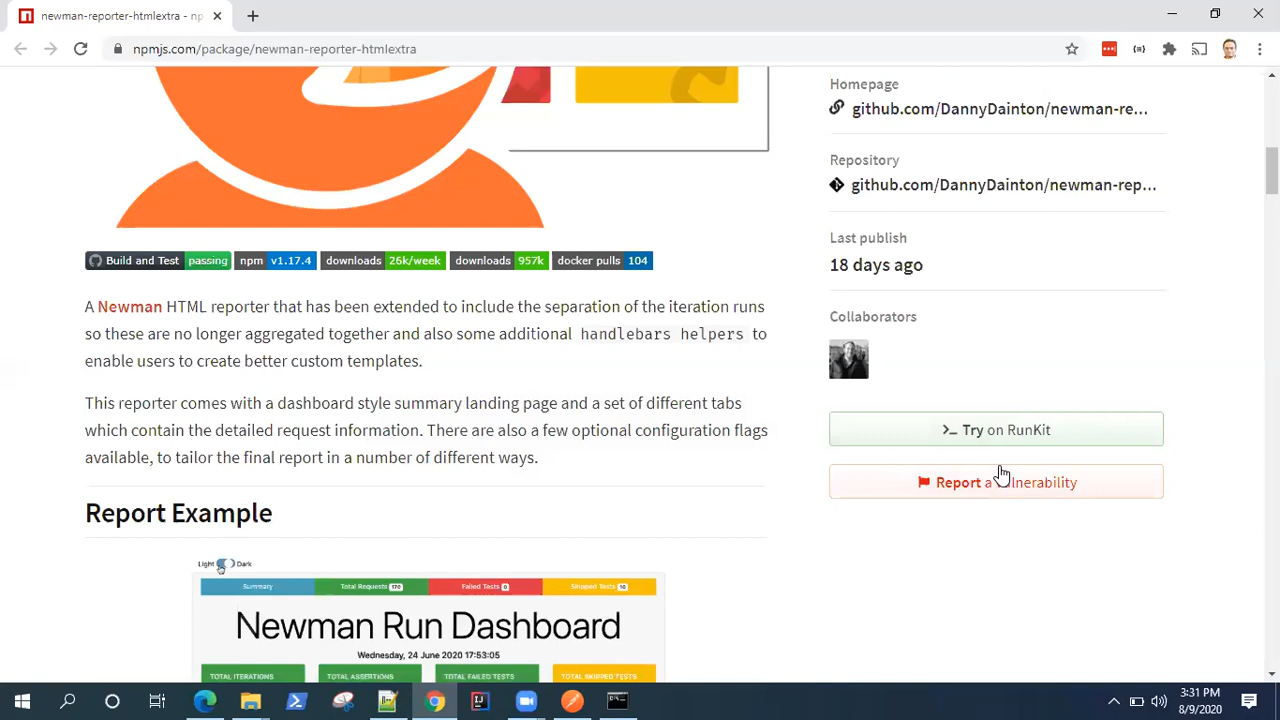 newman-reporter-htmlextra - np
npmjs.com/package/newman-reporter-htmlextra
Homepage
github.com/DannyDainton/newman-re...
Repository
github.com/DannyDainton/newman-rep...
Last publish
18 days ago
Collaborators
>_ Try on RunKit
Report a
Build and Test passing npm v1.17.4 downloads 26k/week downloads 957k docker pulls 104
A Newman HTML reporter that has been extended to include the separation of the iteration runs
so these are no longer aggregated together and also some additional handlebars helpers to
enable users to create better custom templates.
This reporter comes with a dashboard style summary landing page and a set of different tabs
which contain the detailed request information. There are also a few optional configuration flags
available, to tailor the final report in a number of different ways.
Report Example
Light Dark
Summary Total Requests 170 Failed Tests 0 Skipped Tests 10
Newman Run Dashboard
Wednesday, 24 June 2020 17:53:05
TOTAL ITERATIONS TOTAL ASSERTIONS TOTAL FAILED TESTS TOTAL SKIPPED TESTS
3:31 PM
8/9/2020